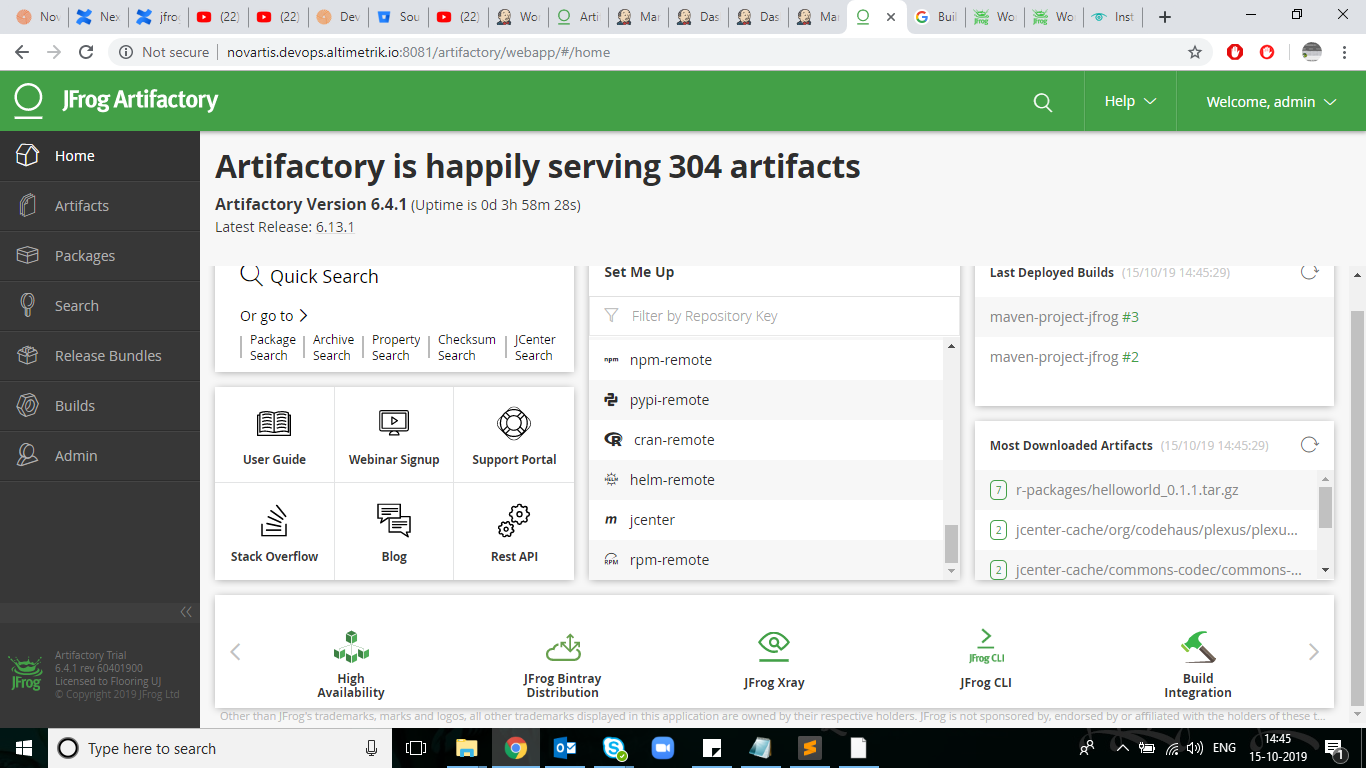 Nov
Nex
jfro
(22)
(22)
Dev
Sou
(22)
Wor
Arti
Mar
Das
Das
Mar
Buil
Wo
Wo
Inst
Not secure
novartis.devops.altimetrik.io:8081/artifactory/webapp/#/home
JFrog Artifactory
Help
Welcome, admin
Home
Artifacts
Packages
Search
Release Bundles
Builds
Admin
Artifactory is happily serving 304 artifacts
Artifactory Version 6.4.1 (Uptime is 0d 3h 58m 28s)
Latest Release: 6.13.1
Quick Search
Or go to
Package Search
Archive Search
Property Search
Checksum Search
JCenter Search
User Guide
Webinar Signup
Support Portal
Stack Overflow
Blog
Rest API
Set Me Up
Filter by Repository Key
npm npm-remote
pypi-remote
R cran-remote
HELM helm-remote
m jcenter
RPM rpm-remote
Last Deployed Builds (15/10/19 14:45:29)
maven-project-jfrog #3
maven-project-jfrog #2
Most Downloaded Artifacts (15/10/19 14:45:29)
7 r-packages/helloworld_0.1.1.tar.gz
2 jcenter-cache/org/codehaus/plexus/plexu...
2 jcenter-cache/commons-codec/commons-...
High Availability
JFrog Bintray Distribution
JFrog Xray
JFrog CLI
JFrog CLI
Build Integration
JFrog
Artifactory Trial
6.4.1 rev 60401900
Licensed to Flooring UJ
© Copyright 2019 JFrog Ltd
Other than JFrog's trademarks, marks and logos, all other trademarks displayed in this application are owned by their respective holders. JFrog is not sponsored by, endorsed by or affiliated with the holders of these t...
Type here to search
ENG
14:45
15-10-2019
1